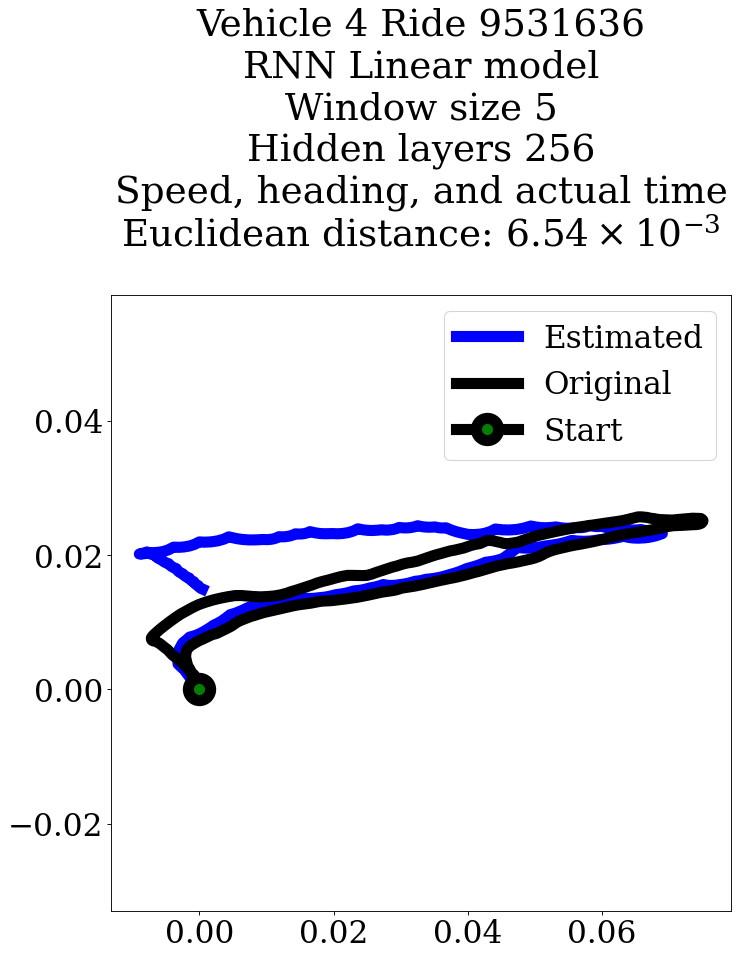 Vehicle 4 Ride 9531636
RNN Linear model
Window size 5
Hidden layers 256
Speed, heading, and actual time
Euclidean distance: 6.54 × 10⁻³
Estimated
Original
Start
0.04
0.02
0.00
−0.02
0.00 0.02 0.04 0.06